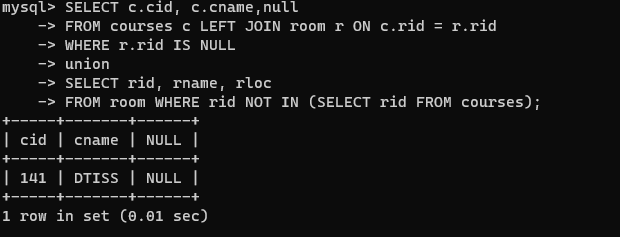 mysql> SELECT c.cid, c.cname,null
    -> FROM courses c LEFT JOIN room r ON c.rid = r.rid
    -> WHERE r.rid IS NULL
    -> union
    -> SELECT rid, rname, rloc
    -> FROM room WHERE rid NOT IN (SELECT rid FROM courses);
+-----+-------+------+
| cid | cname | NULL |
+-----+-------+------+
| 141 | DTISS | NULL |
+-----+-------+------+
1 row in set (0.01 sec)